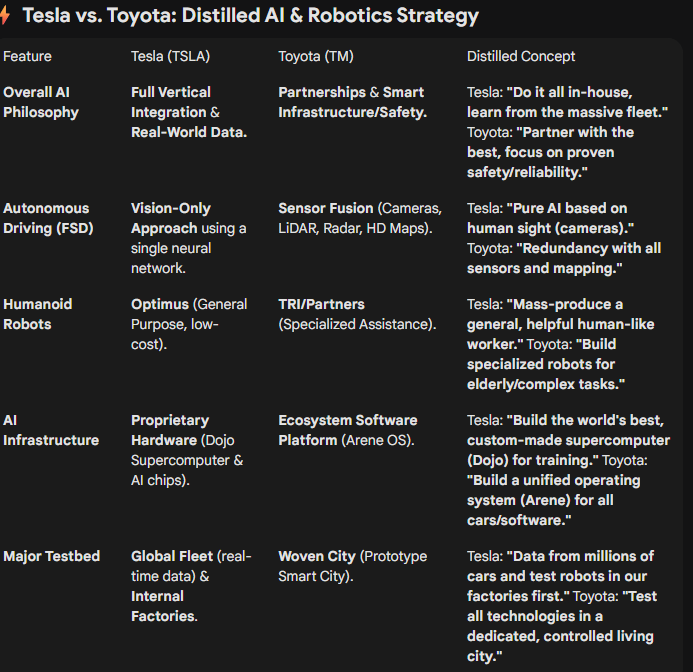 Tesla vs. Toyota: Distilled AI & Robotics Strategy
Feature
Tesla (TSLA)
Toyota (TM)
Distilled Concept
Overall AI
Philosophy
Full Vertical
Integration &
Real-World Data.
Partnerships & Smart
Infrastructure/Safety.
Tesla: "Do it all in-house,
learn from the massive fleet."
Toyota: "Partner with the
best, focus on proven
safety/reliability."
Autonomous
Driving (FSD)
Vision-Only
Approach using a
single neural
network.
Sensor Fusion (Cameras,
LiDAR, Radar, HD Maps).
Tesla: "Pure AI based on
human sight (cameras)."
Toyota: "Redundancy with all
sensors and mapping."
Humanoid
Robots
Optimus (General
Purpose, low-
cost).
TRI/Partners
(Specialized Assistance).
Tesla: "Mass-produce a
general, helpful human-like
worker." Toyota: "Build
specialized robots for
elderly/complex tasks."
AI
Infrastructure
Proprietary
Hardware (Dojo
Supercomputer &
AI chips).
Ecosystem Software
Platform (Arene OS).
Tesla: "Build the world's best,
custom-made supercomputer
(Dojo) for training." Toyota:
"Build a unified operating
system (Arene) for all
cars/software."
Major Testbed
Global Fleet (real-
time data) &
Internal
Factories.
Woven City (Prototype
Smart City).
Tesla: "Data from millions of
cars and test robots in our
factories first." Toyota: "Test
all technologies in a
dedicated, controlled living
city."